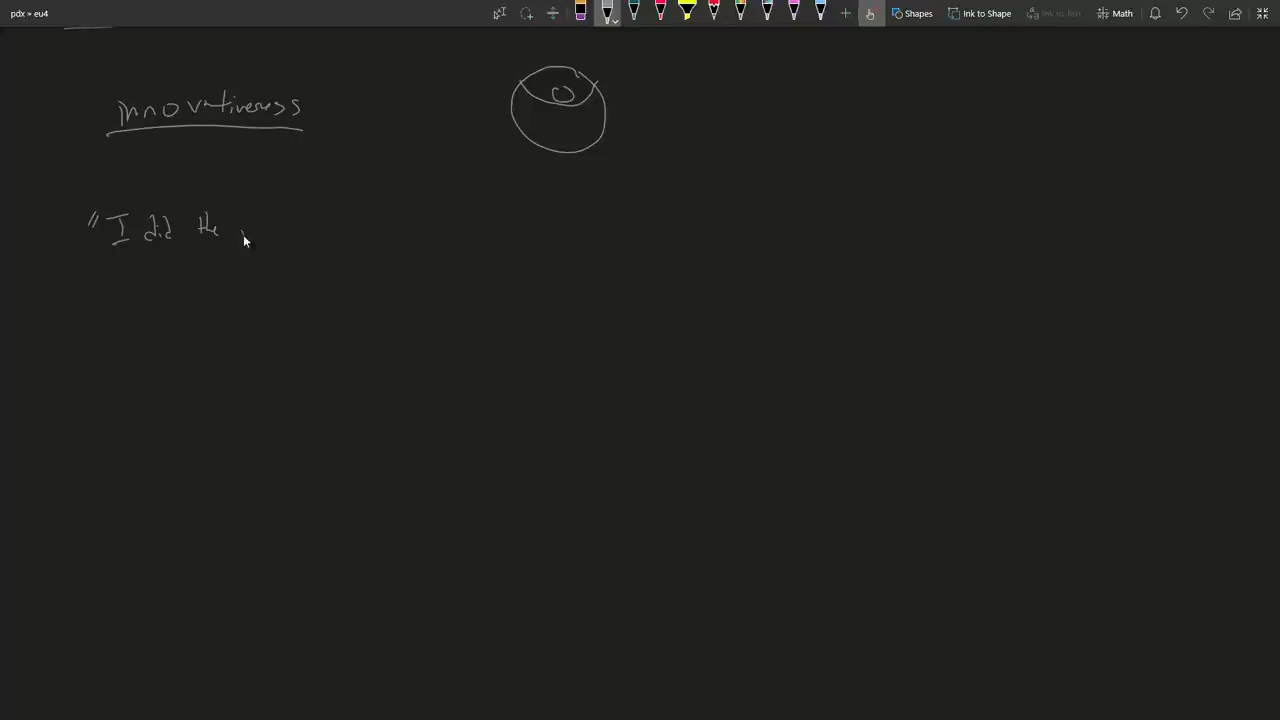 pdx » eu4
Shapes
Ink to Shape
Math
innovativeness
"I did the